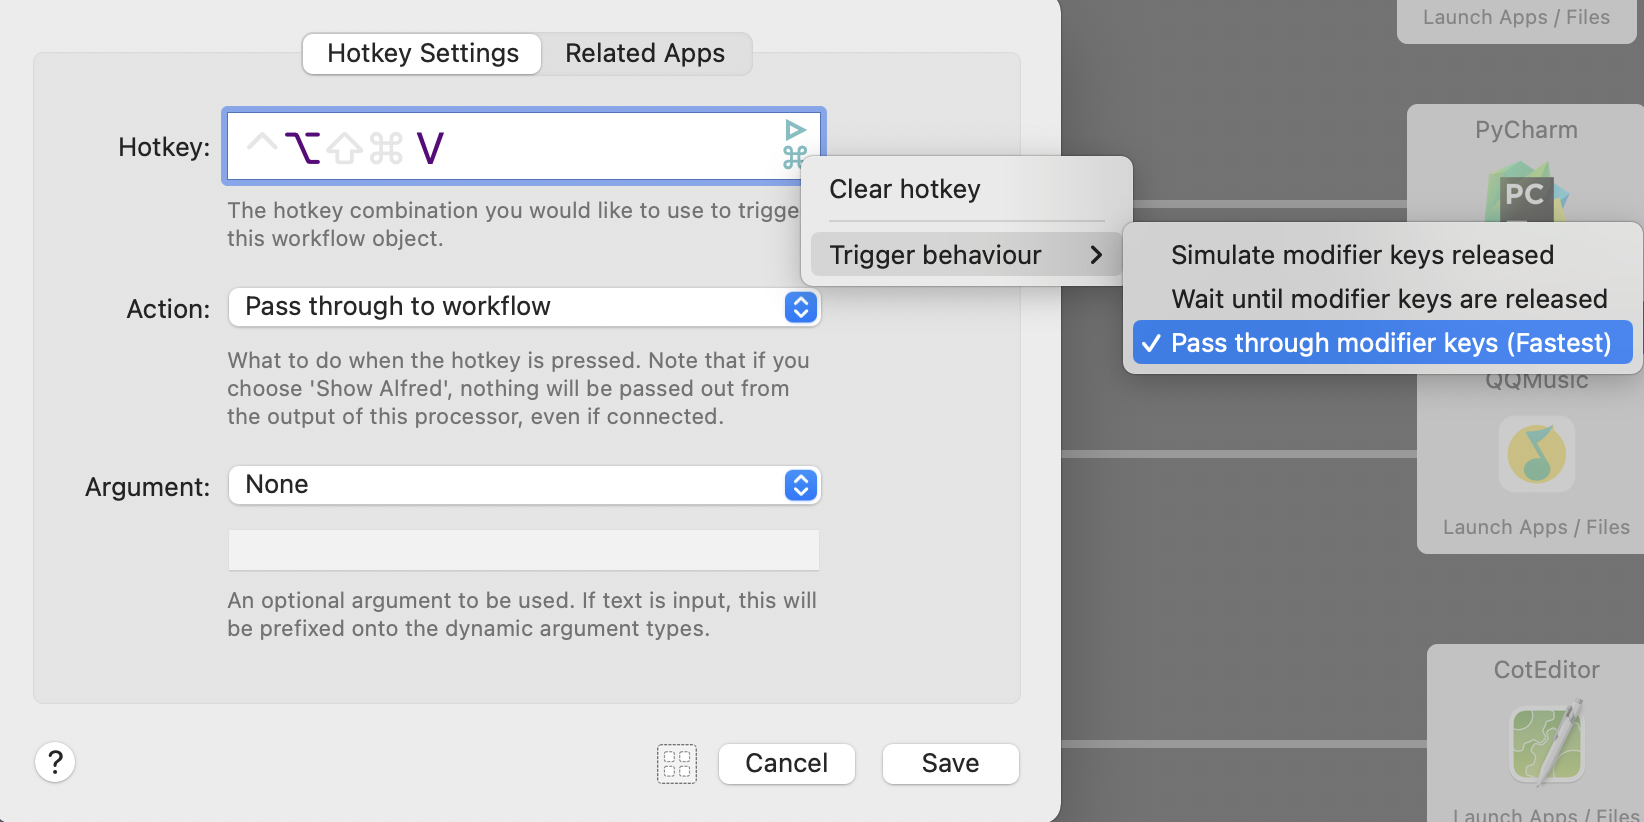 Launch Apps / Files
Hotkey Settings
Related Apps
Hotkey:
⌃⌥⇧⌘ V
The hotkey combination you would like to use to trigge
this workflow object.
Clear hotkey
Trigger behaviour
Simulate modifier keys released
Wait until modifier keys are released
✓ Pass through modifier keys (Fastest)
Action:
Pass through to workflow
What to do when the hotkey is pressed. Note that if you
choose 'Show Alfred', nothing will be passed out from
the output of this processor, even if connected.
Argument:
None
An optional argument to be used. If text is input, this will
be prefixed onto the dynamic argument types.
?
Cancel
Save
PyCharm
PC
QQMusic
Launch Apps / Files
CotEditor
Launch Apps / Files